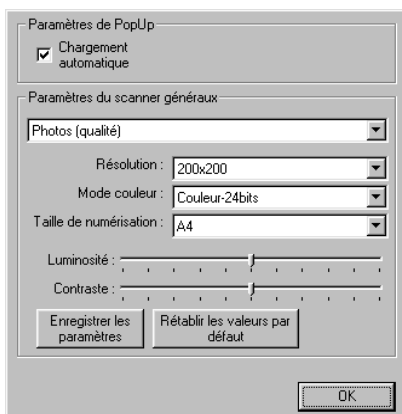 Paramètres de PopUp
Chargement
automatique
Paramètres du scanner généraux
Photos (qualité)
Résolution : 200x200
Mode couleur : Couleur-24bits
Taille de numérisation : A4
Luminosité :
Contraste :
Enregistrer les
paramètres
Rétablir les valeurs par
défaut
OK